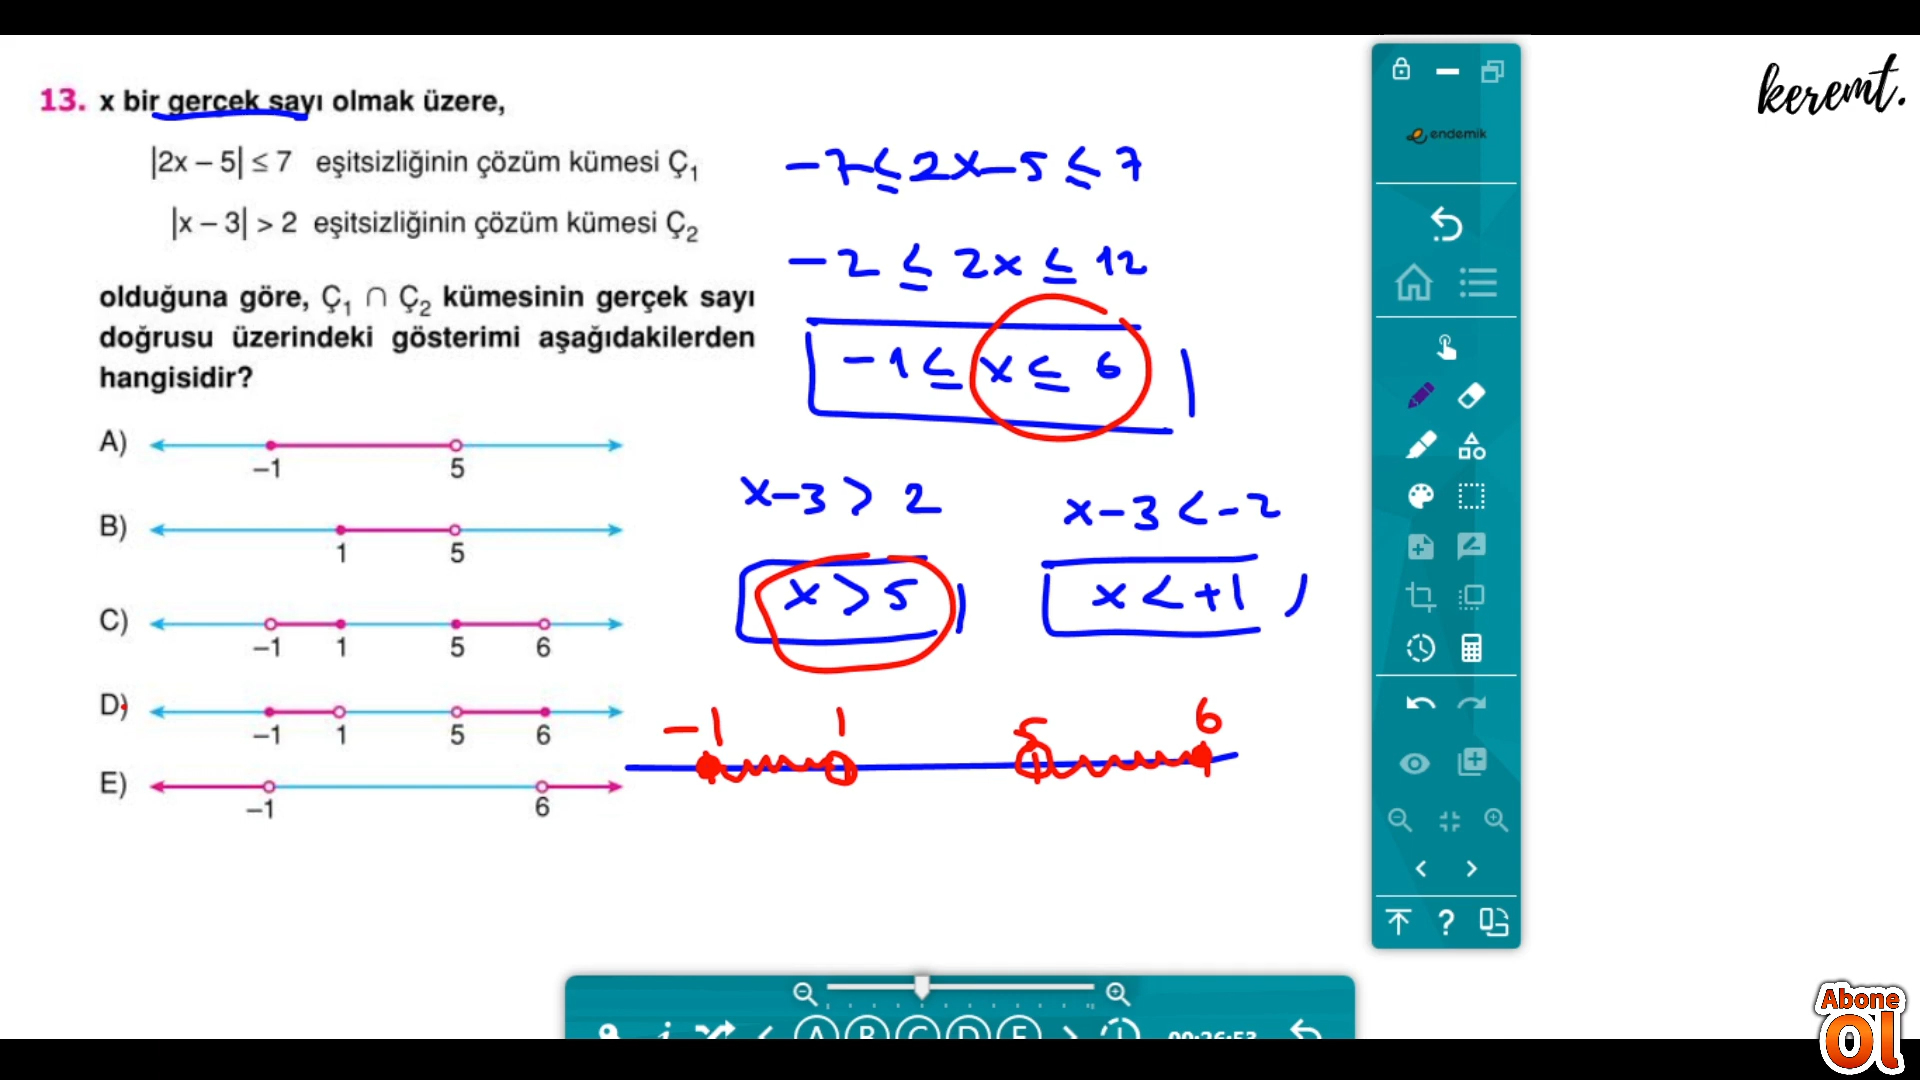 13. x bir gerçek sayı olmak üzere,
|2x – 5| ≤ 7 eşitsizliğinin çözüm kümesi Ç₁
|x – 3| > 2 eşitsizliğinin çözüm kümesi Ç₂
olduğuna göre, Ç₁ ∩ Ç₂ kümesinin gerçek sayı
doğrusu üzerindeki gösterimi aşağıdakilerden
hangisidir?
A)
–1 5
B)
1 5
C)
–1 1 5 6
D)
–1 1 5 6
E)
–1 6
-7 ≤ 2x-5 ≤ 7
-2 ≤ 2x ≤ 12
-1 ≤ x ≤ 6
x-3 > 2
x-3 < -2
x > 5
x < +1
-1 1 5 6
keremt.
endemik
?
A B C D E
00:26:53
Abone
Ol